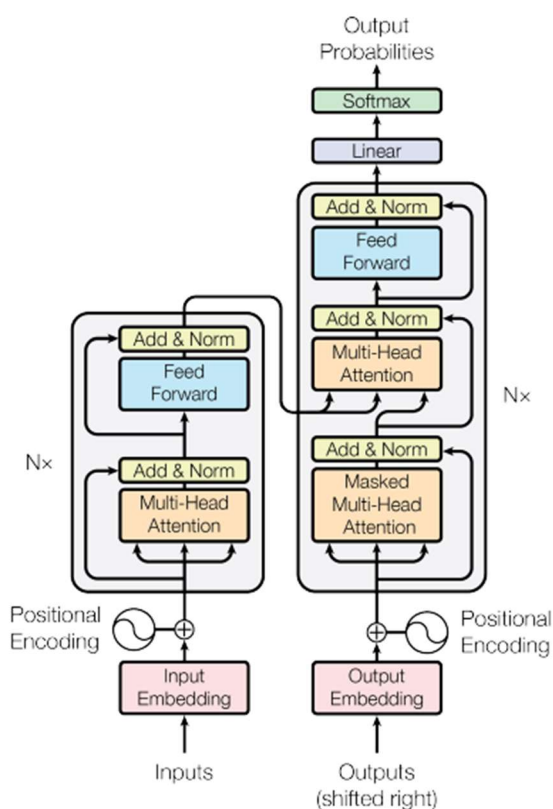 Output
Probabilities
Softmax
Linear
Add & Norm
Feed
Forward
Add & Norm
Multi-Head
Attention
Add & Norm
Masked
Multi-Head
Attention
N×
Positional
Encoding
Output
Embedding
Outputs
(shifted right)
Add & Norm
Feed
Forward
Add & Norm
Multi-Head
Attention
N×
Positional
Encoding
Input
Embedding
Inputs